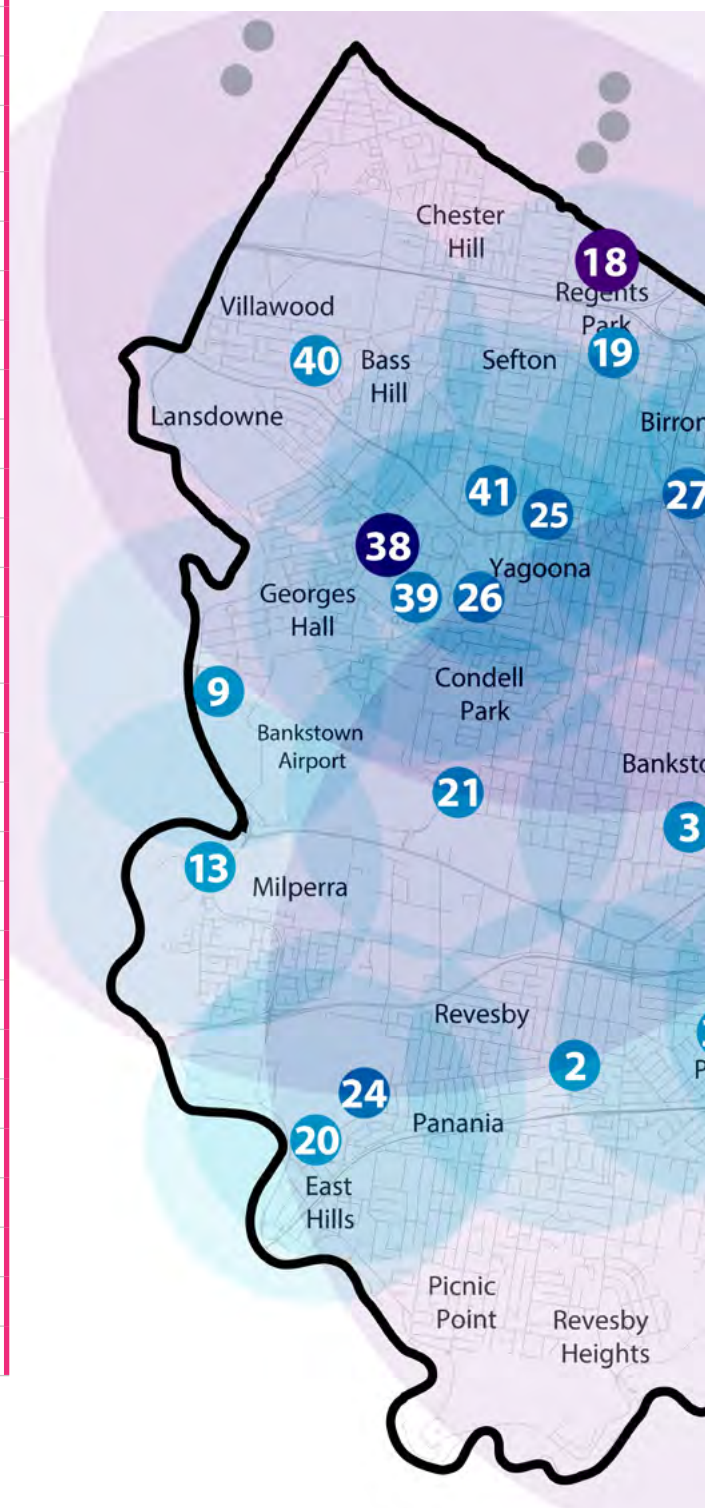 Chester
Hill
18
Regents
Park
Villawood
40
Bass
Hill
Sefton
19
Lansdowne
Birron
41
25
27
38
Yagoona
Georges
Hall
39
26
9
Condell
Park
Bankstown
Airport
Banksto
21
3
13
Milperra
Revesby
2
24
Panania
20
East
Hills
Picnic
Point
Revesby
Heights